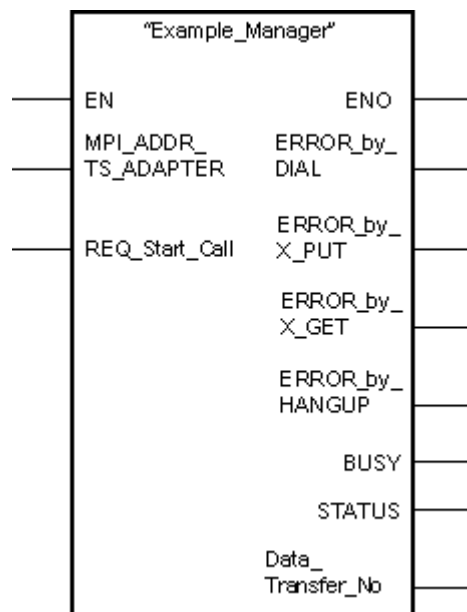 “Example_Manager”
EN ENO
MPI_ADDR_ ERROR_by_
TS_ADAPTER DIAL
ERROR_by_
REQ_Start_Call X_PUT
ERROR_by_
X_GET
ERROR_by_
HANGUP
BUSY
STATUS
Data_
Transfer_No